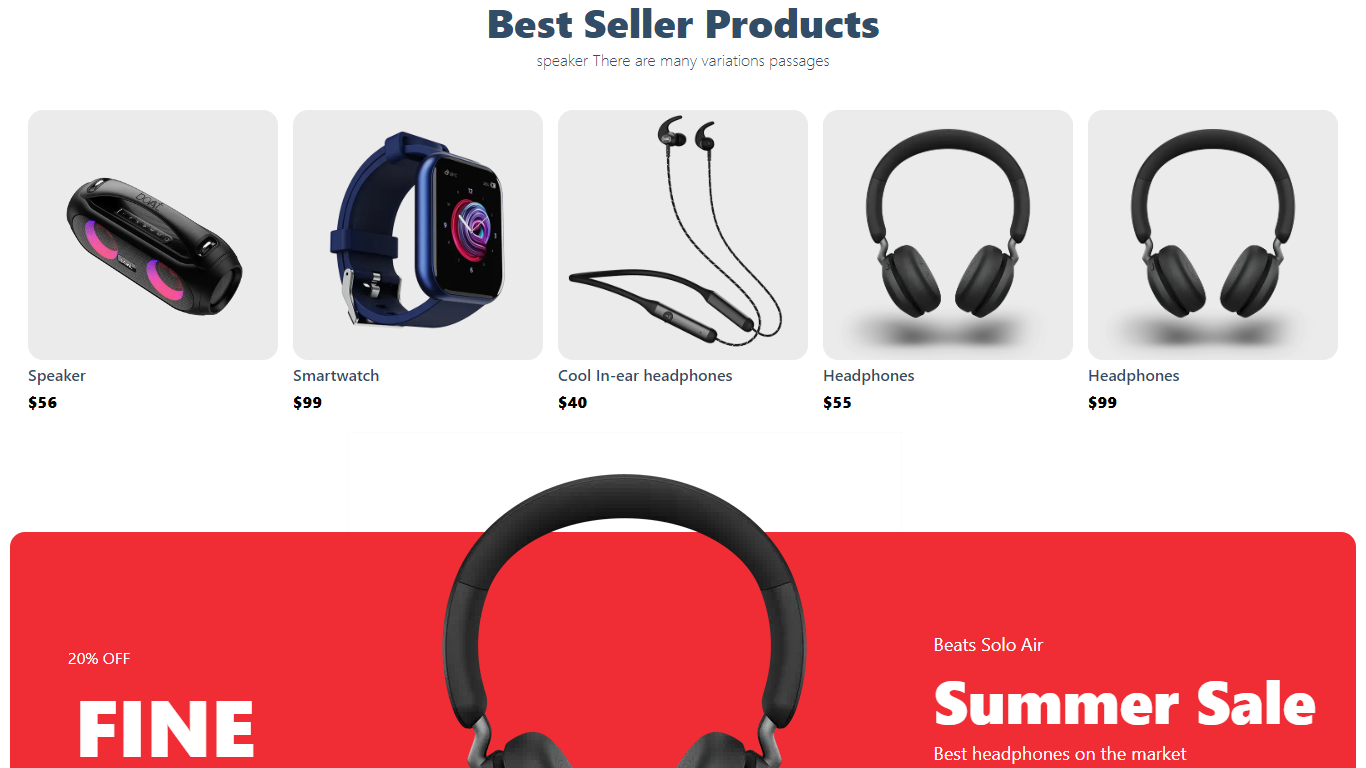 Best Seller Products
speaker There are many variations passages
Speaker
$56
Smartwatch
$99
Cool In-ear headphones
$40
Headphones
$55
Headphones
$99
20% OFF
FINE
Beats Solo Air
Summer Sale
Best headphones on the market